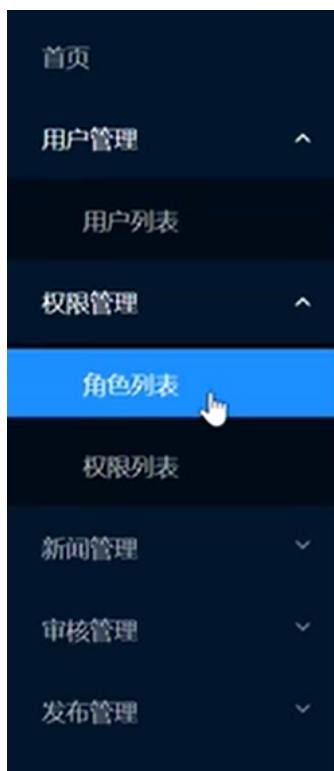 首页
用户管理
用户列表
权限管理
角色列表
权限列表
新闻管理
审核管理
发布管理